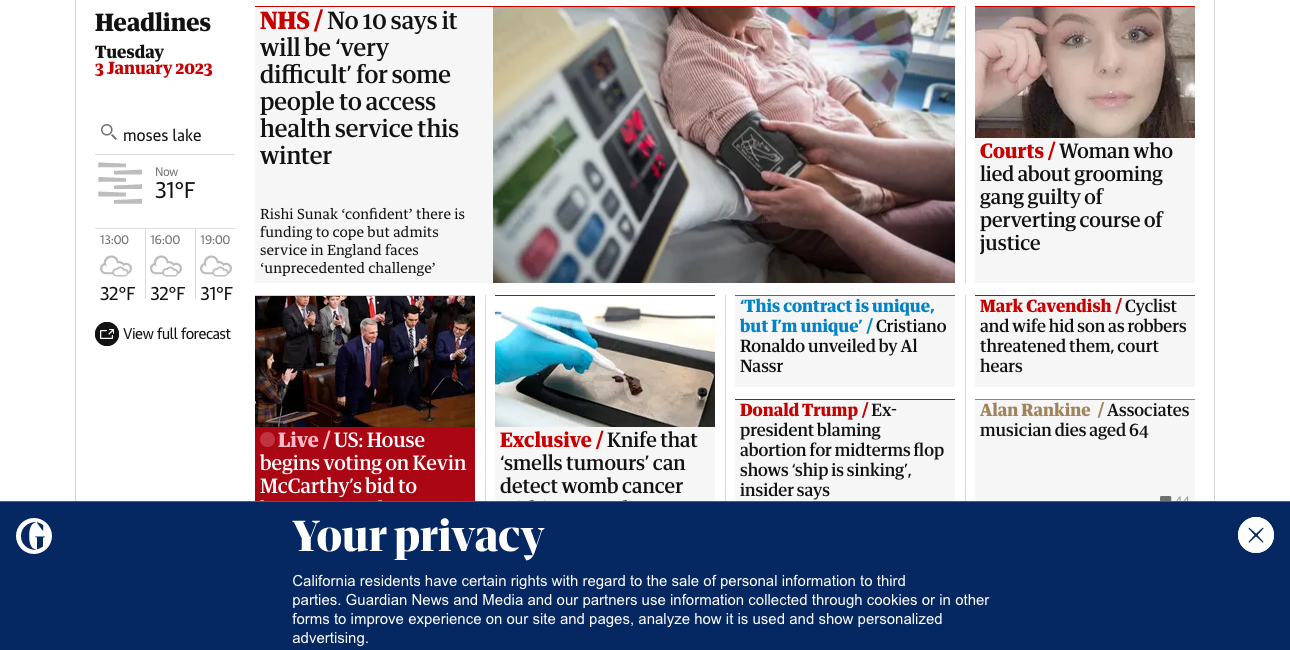 Headlines
Tuesday
3 January 2023
moses lake
Now
31°F
13:00
16:00
19:00
32°F
32°F
31°F
View full forecast
NHS / No 10 says it
will be ‘very
difficult’ for some
people to access
health service this
winter
Rishi Sunak ‘confident’ there is
funding to cope but admits
service in England faces
‘unprecedented challenge’
Courts / Woman who
lied about grooming
gang guilty of
perverting course of
justice
Live / US: House
begins voting on Kevin
McCarthy’s bid to
Exclusive / Knife that
‘smells tumours’ can
detect womb cancer
‘This contract is unique,
but I’m unique’ / Cristiano
Ronaldo unveiled by Al
Nassr
Donald Trump / Ex-
president blaming
abortion for midterms flop
shows ‘ship is sinking’,
insider says
Mark Cavendish / Cyclist
and wife hid son as robbers
threatened them, court
hears
Alan Rankine / Associates
musician dies aged 64
G
Your privacy
California residents have certain rights with regard to the sale of personal information to third
parties. Guardian News and Media and our partners use information collected through cookies or in other
forms to improve experience on our site and pages, analyze how it is used and show personalized
advertising.